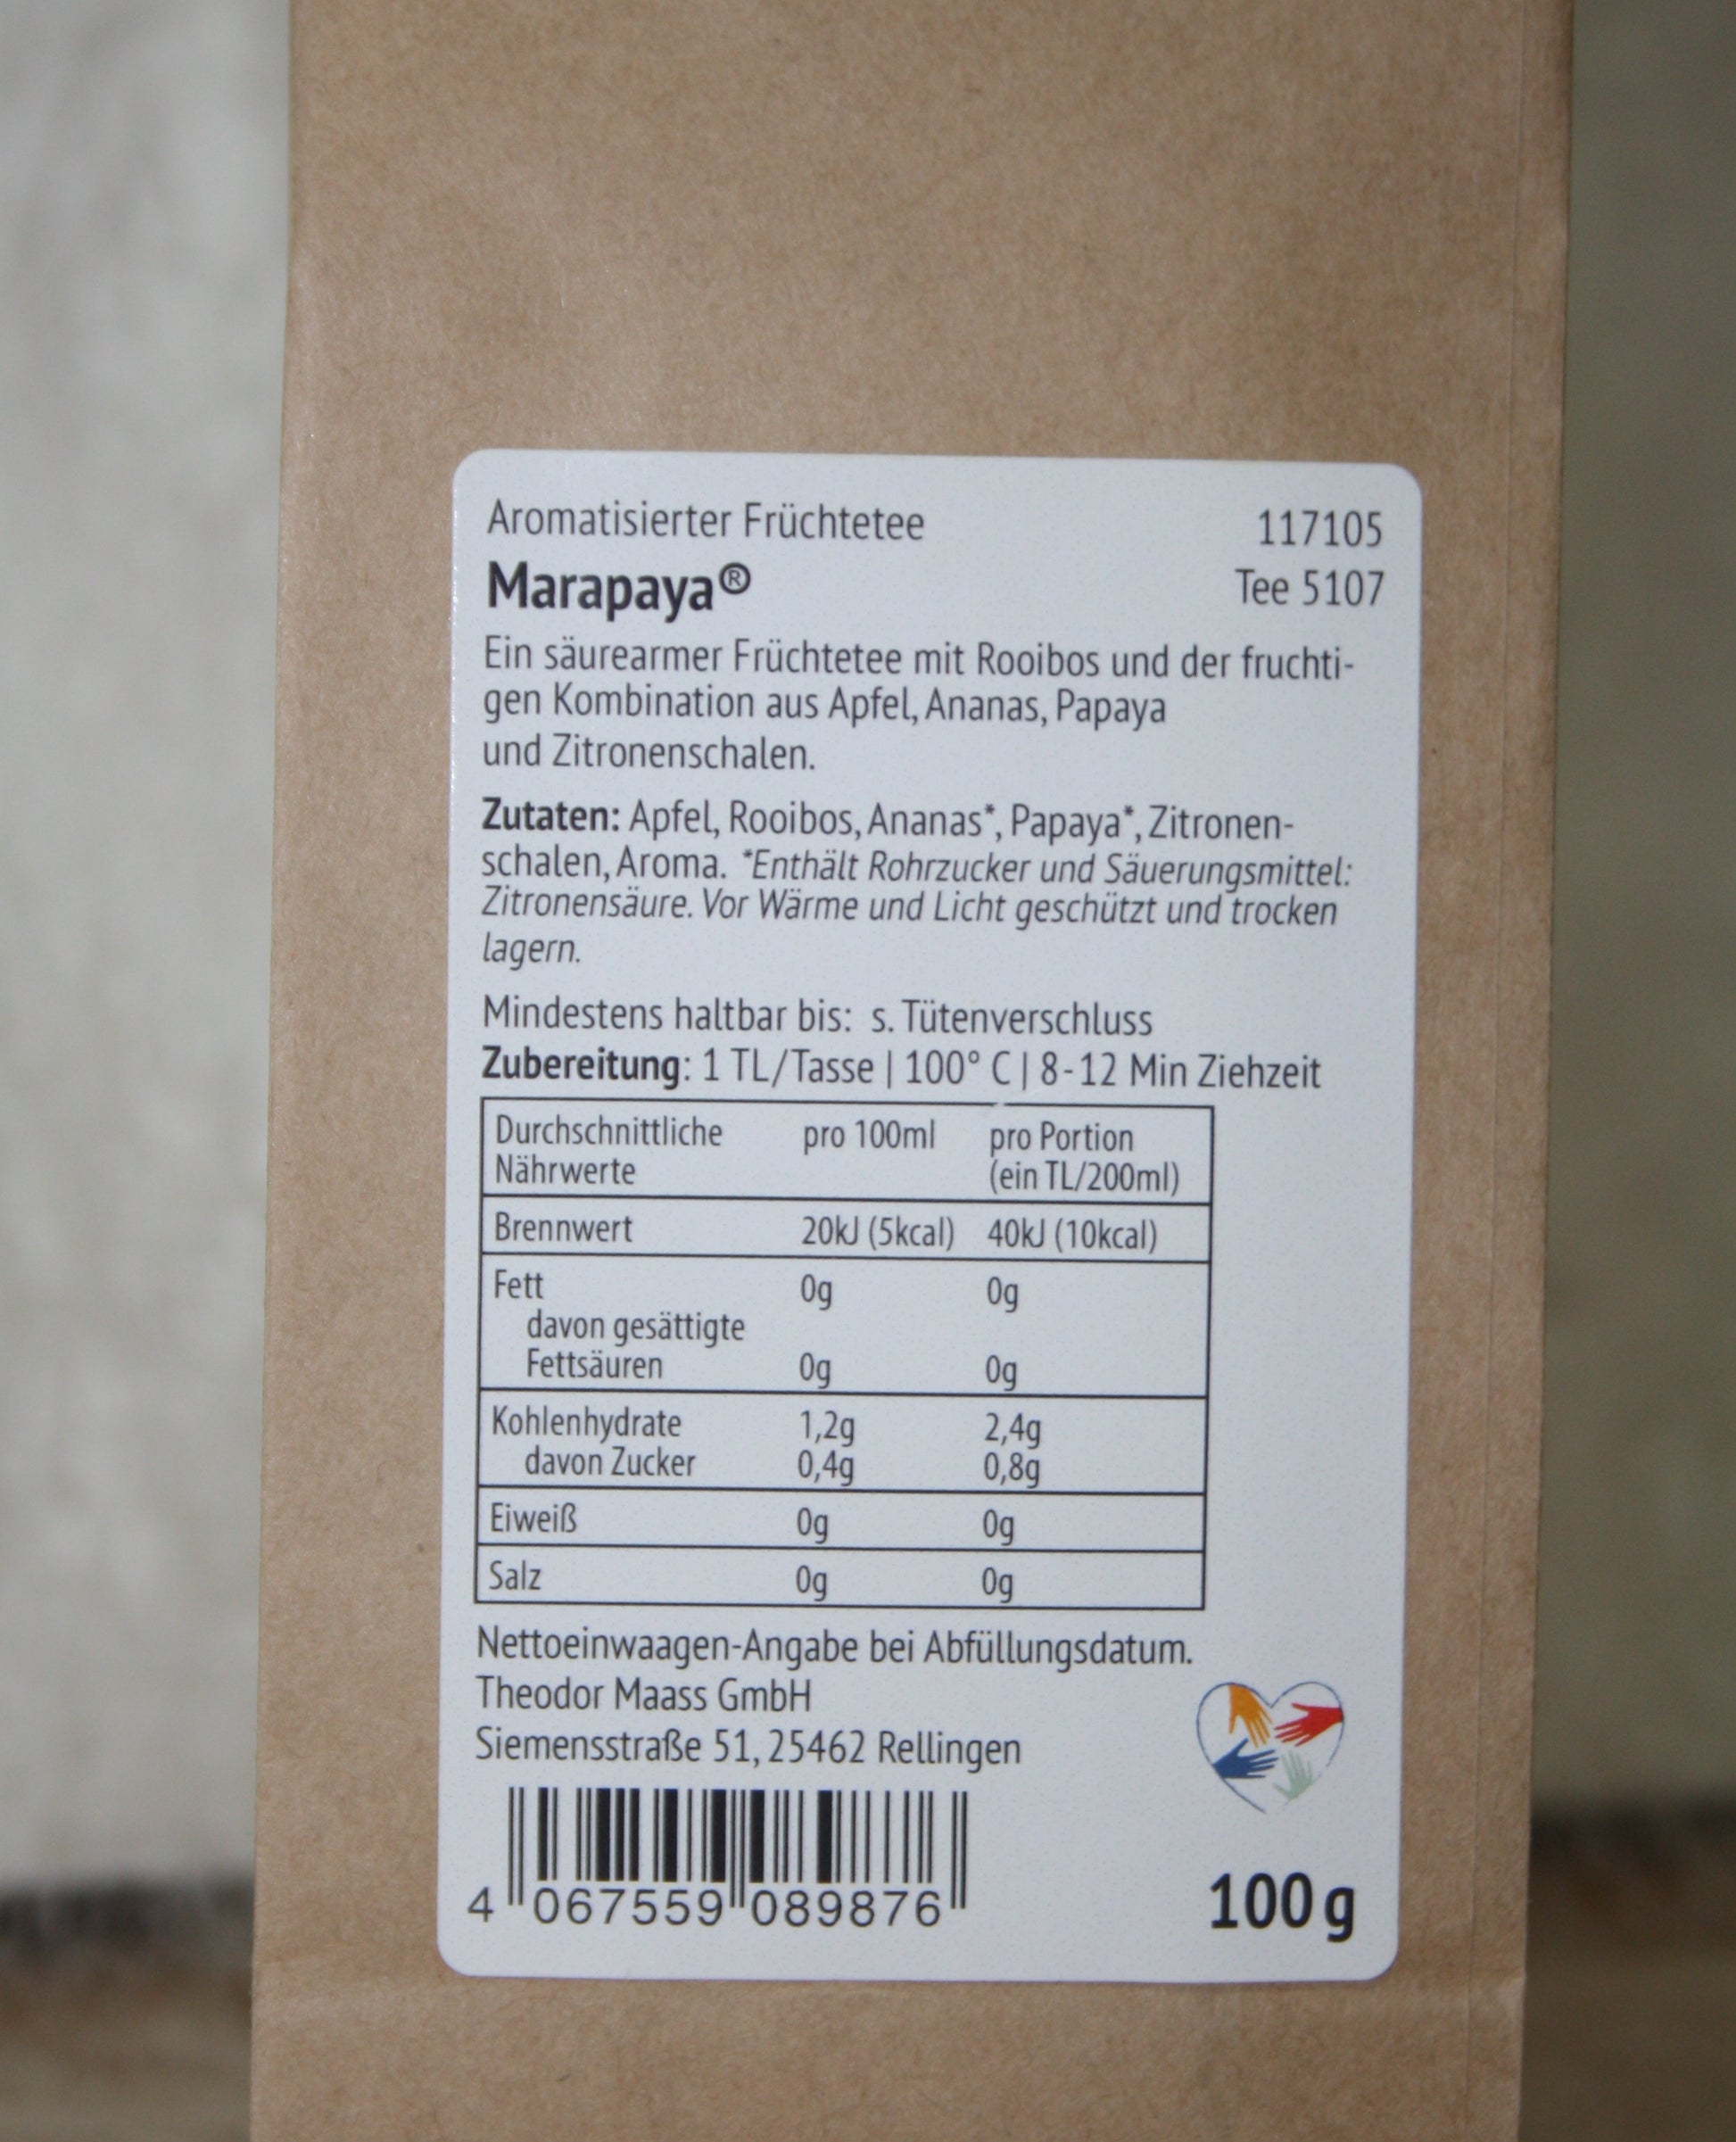 Aromatisierter Früchtetee 117105
Marapaya® Tee 5107
Ein säurearmer Früchtetee mit Rooibos und der fruchti-
gen Kombination aus Apfel, Ananas, Papaya
und Zitronenschalen.
Zutaten: Apfel, Rooibos, Ananas*, Papaya*, Zitronen-
schalen, Aroma. *Enthält Rohrzucker und Säuerungsmittel:
Zitronensäure. Vor Wärme und Licht geschützt und trocken
lagern.
Mindestens haltbar bis: s. Tütenverschluss
Zubereitung: 1 TL/Tasse | 100° C | 8-12 Min Ziehzeit
Durchschnittliche pro 100ml pro Portion
Nährwerte (ein TL/200ml)
Brennwert 20kJ (5kcal) 40kJ (10kcal)
Fett 0g 0g
davon gesättigte
Fettsäuren 0g 0g
Kohlenhydrate 1,2g 2,4g
davon Zucker 0,4g 0,8g
Eiweiß 0g 0g
Salz 0g 0g
Nettoeinwaagen-Angabe bei Abfüllungsdatum.
Theodor Maass GmbH
Siemensstraße 51, 25462 Rellingen
4 067559 089876 100 g